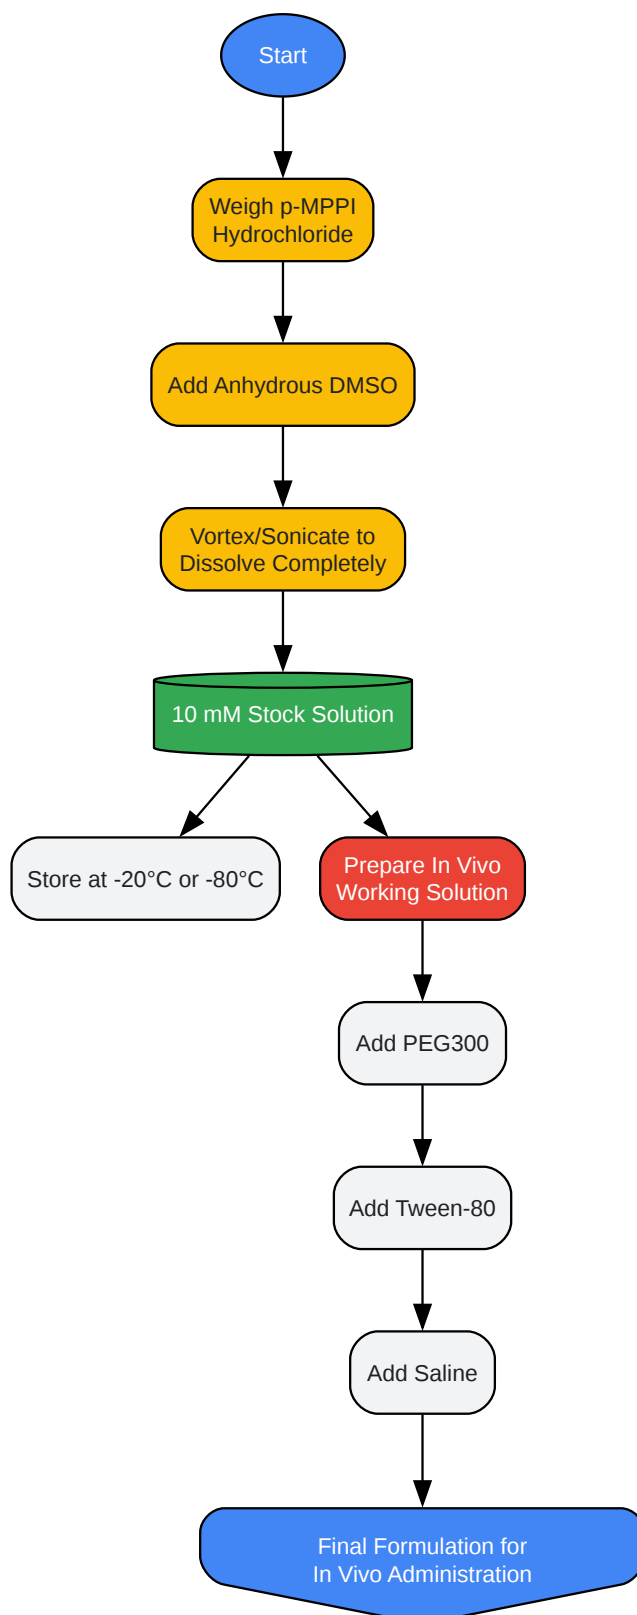 Start
Weigh p-MPPI
Hydrochloride
Add Anhydrous DMSO
Vortex/Sonicate to
Dissolve Completely
10 mM Stock Solution
Store at -20°C or -80°C
Prepare In Vivo
Working Solution
Add PEG300
Add Tween-80
Add Saline
Final Formulation for
In Vivo Administration